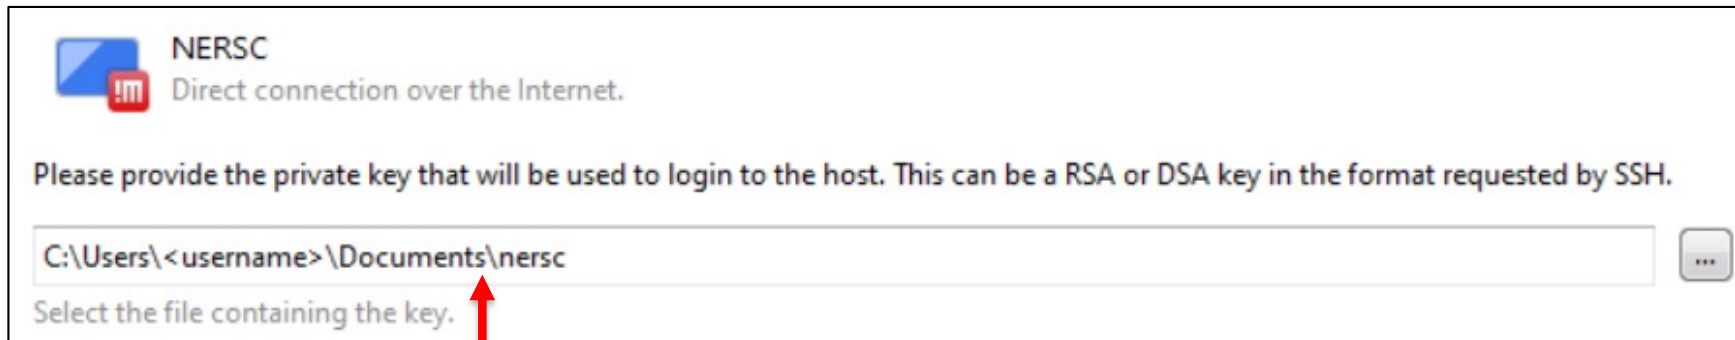 NERSC
Direct connection over the Internet.
!M
Please provide the private key that will be used to login to the host. This can be a RSA or DSA key in the format requested by SSH.
C:\Users\<username>\Documents\nersc
...
Select the file containing the key.